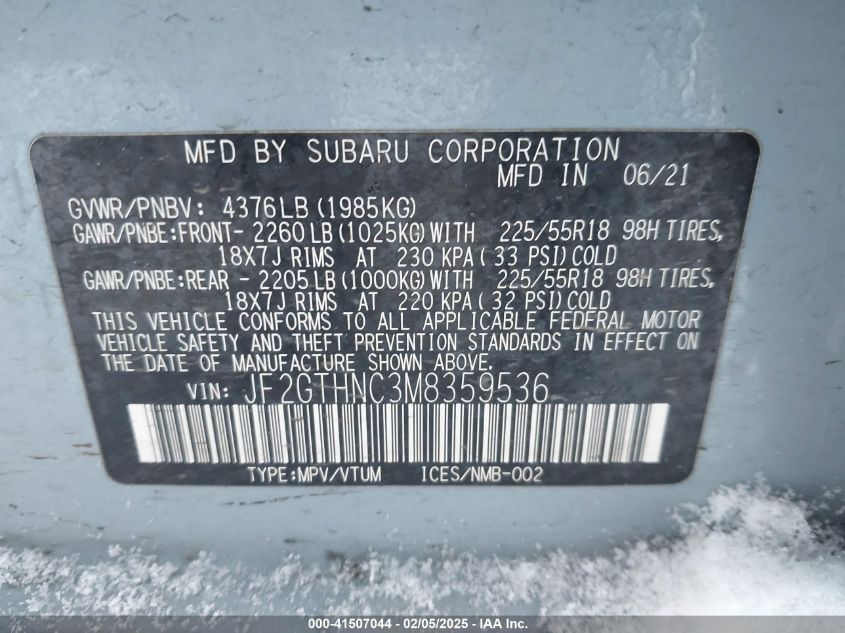 MFD BY SUBARU CORPORATION
MFD IN 06/21
GVWR/PNBV: 4376LB (1985KG)
GAWR/PNBE:FRONT- 2260 LB (1025KG) WITH 225/55R18 98H TIRES,
18X7J RIMS AT 230 KPA ( 33 PSI) COLD
GAWR/PNBE:REAR - 2205 LB (1000KG) WITH 225/55R18 98H TIRES,
18X7J RIMS AT 220 KPA ( 32 PSI) COLD
THIS VEHICLE CONFORMS TO ALL APPLICABLE FEDERAL MOTOR
VEHICLE SAFETY AND THEFT PREVENTION STANDARDS IN EFFECT ON
THE DATE OF MANUFACTURE SHOWN ABOVE.
VIN: JF2GTHNC3M8359536
TYPE:MPV/VTUM ICES/NMB-002
000-41507044 - 02/05/2025 - IAA Inc.